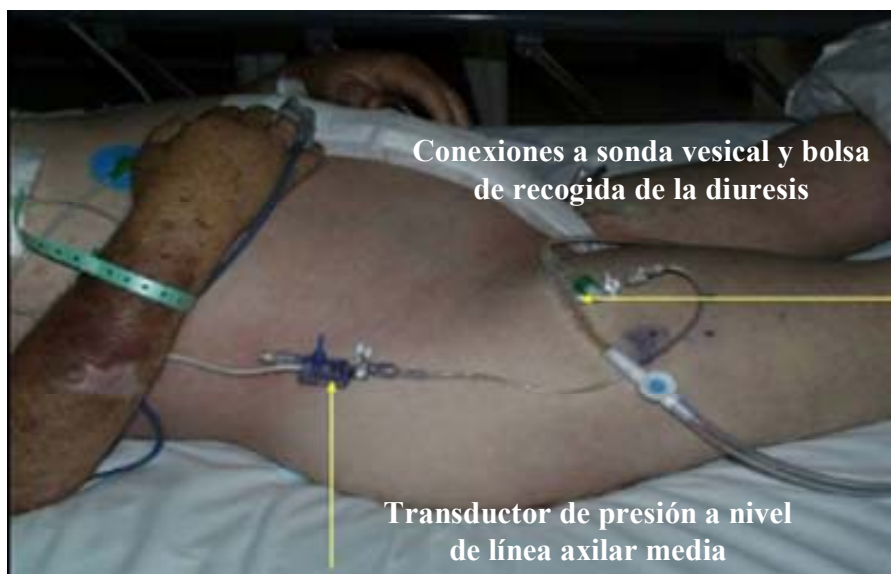 Conexiones a sonda vesical y bolsa
de recogida de la diuresis
Transductor de presión a nivel
de línea axilar media